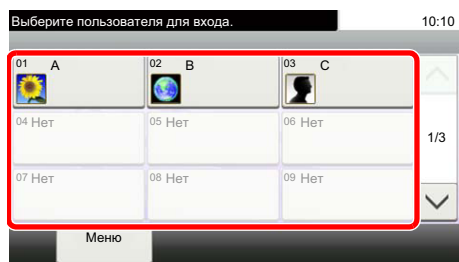 Выберите пользователя для входа. 10:10
01 A 02 B 03 C
04 Нет 05 Нет 06 Нет
1/3
07 Нет 08 Нет 09 Нет
Меню